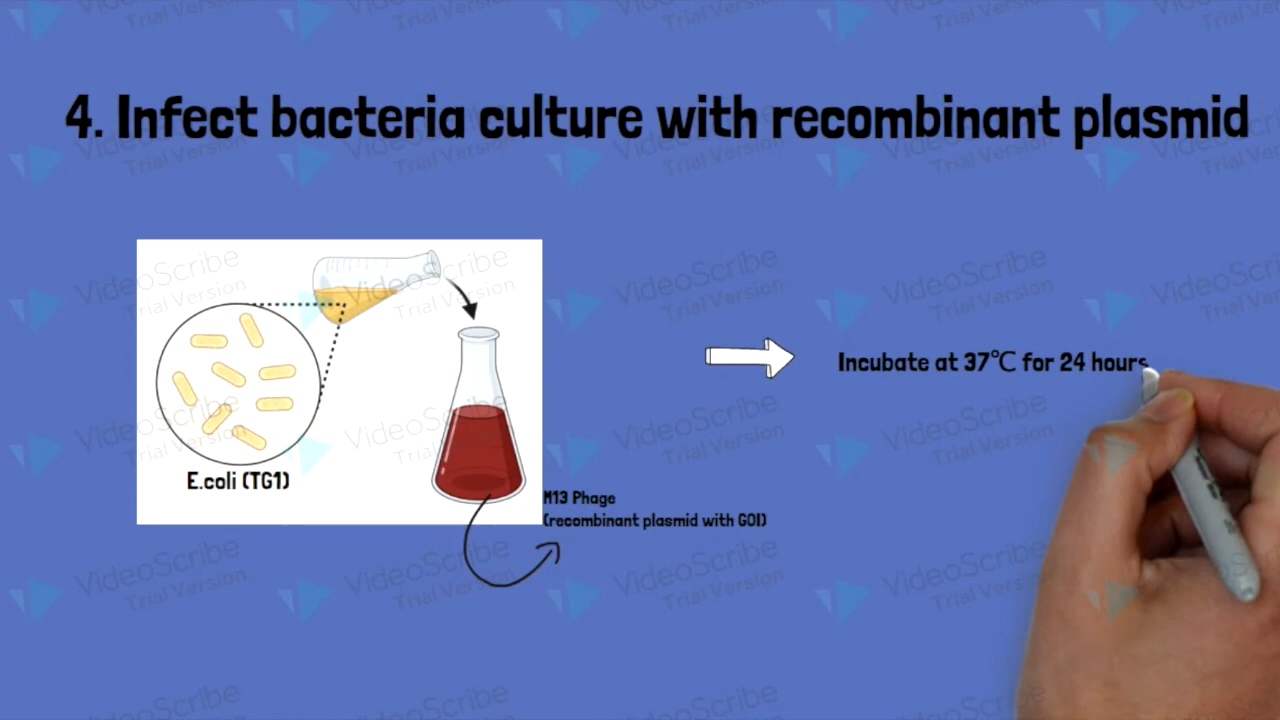 4. Infect bacteria culture with recombinant plasmid
E.coli (TG1)
M13 Phage
(recombinant plasmid with GOI)
Incubate at 37℃ for 24 hours
VideoScribe
Trial Version